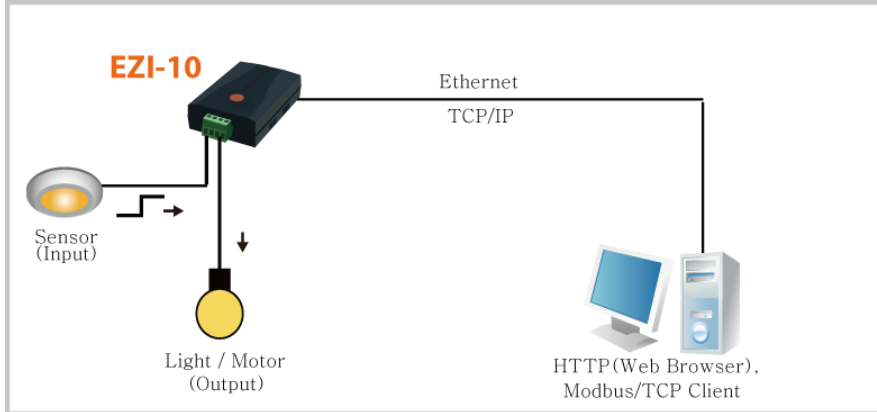 EZI-10
Ethernet
TCP/IP
Sensor
(Input)
Light / Motor
(Output)
HTTP(Web Browser),
Modbus/TCP Client